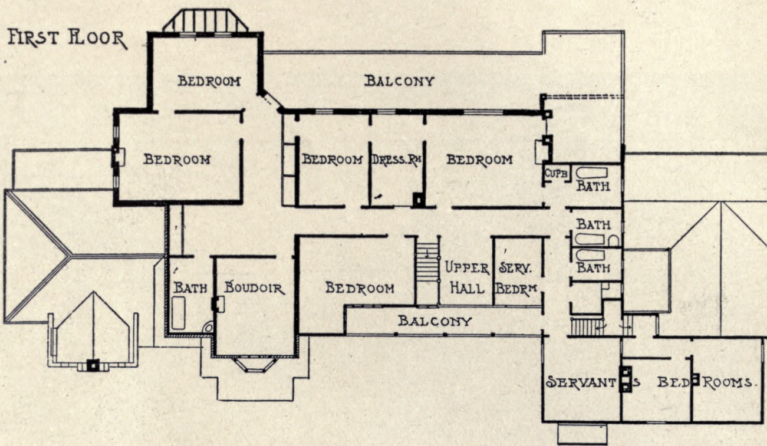 FIRST FLOOR
BEDROOM
BALCONY
BEDROOM
BEDROOM
DRESS. RM
BEDROOM
CUPB
BATH
BATH
BATH
BATH
BOUDOIR
BEDROOM
UPPER
HALL
SERV.
BEDRM
BALCONY
SERVANTS BED ROOMS.